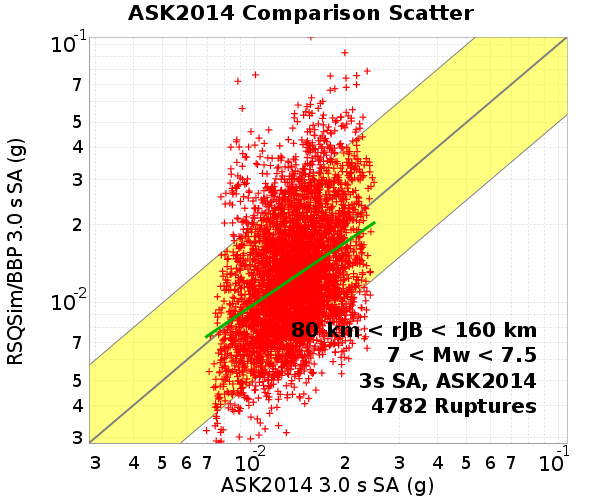 ASK2014 Comparison Scatter
RSQSim/BBP 3.0 s SA (g)
10-1
7
5
4
3
2
10-2
7
5
4
3
80 km < rJB < 160 km
7 < Mw < 7.5
3s SA, ASK2014
4782 Ruptures
3 4 5 6 7 10-2 2 3 4 5 6 7 10-1
ASK2014 3.0 s SA (g)